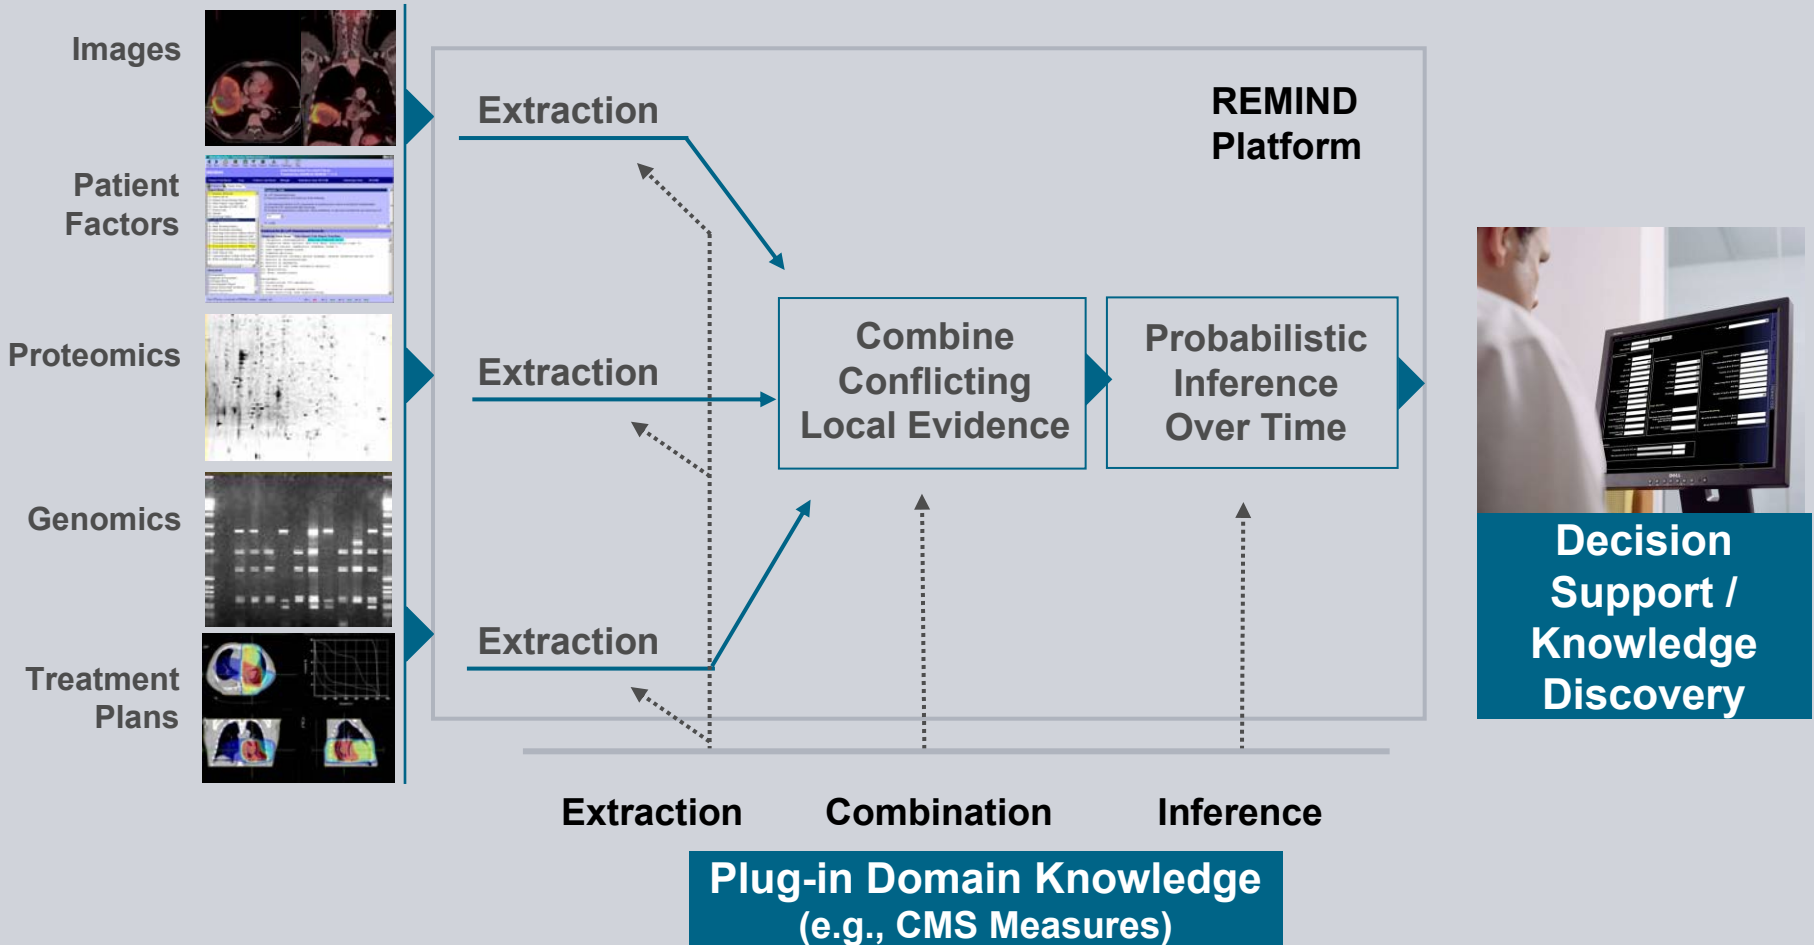 Images
Patient
Factors
Proteomics
Genomics
Treatment
Plans
Extraction
Extraction
Extraction
REMIND
Platform
Combine
Conflicting
Local Evidence
Probabilistic
Inference
Over Time
DELL
Decision
Support /
Knowledge
Discovery
Extraction
Combination
Inference
Plug-in Domain Knowledge
(e.g., CMS Measures)